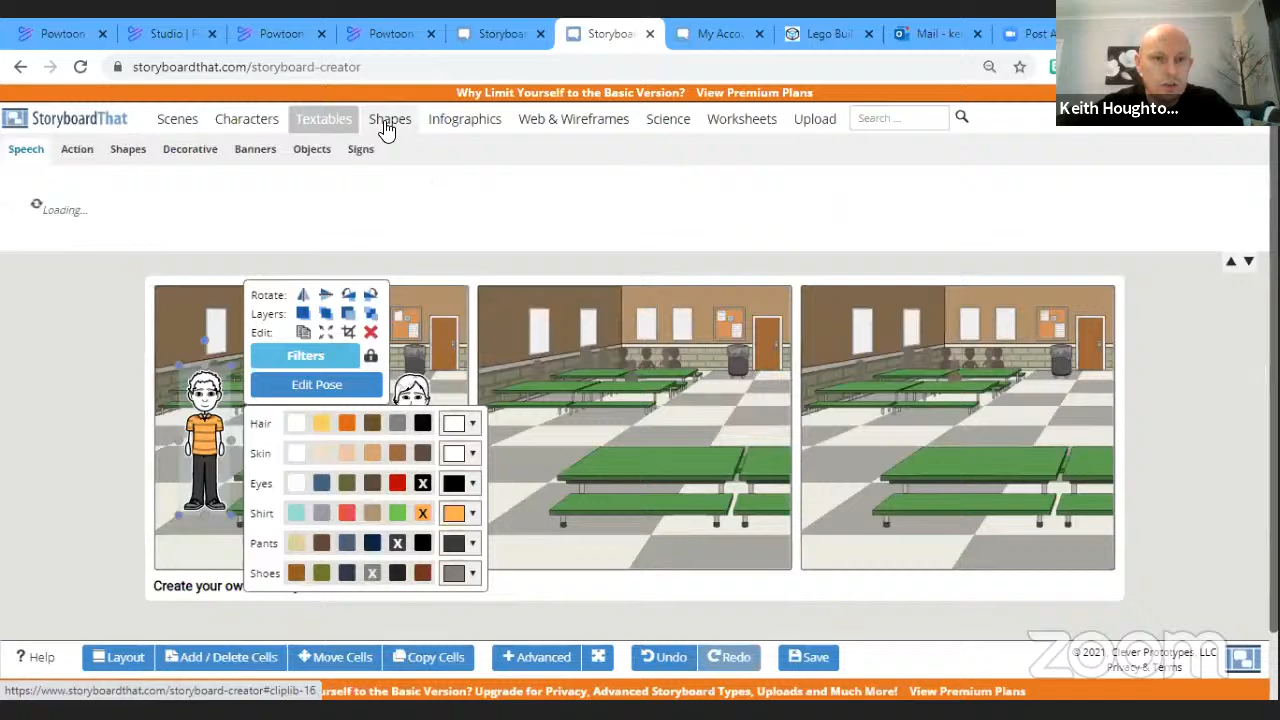 Powtoon
Studio | P
Powtoon
Powtoon
Storyboar
Storyboa
My Acco
Lego Buil
Mail - ke
Post A
storyboardthat.com/storyboard-creator
Keith Houghto...
Why Limit Yourself to the Basic Version? View Premium Plans
StoryboardThat
Scenes Characters Textables Shapes Infographics Web & Wireframes Science Worksheets Upload Search ...
Speech Action Shapes Decorative Banners Objects Signs
Loading...
Rotate:
Layers:
Edit:
Filters
Edit Pose
Hair
Skin
Eyes X
Shirt X
Pants X
Shoes X
Create your ow
? Help Layout Add / Delete Cells Move Cells Copy Cells + Advanced Undo Redo Save
© 2021, Clever Prototypes, LLC
Privacy & Terms
zoom
https://www.storyboardthat.com/storyboard-creator#cliplib-16
urself to the Basic Version? Upgrade for Privacy, Advanced Storyboard Types, Uploads and Much More! View Premium Plans